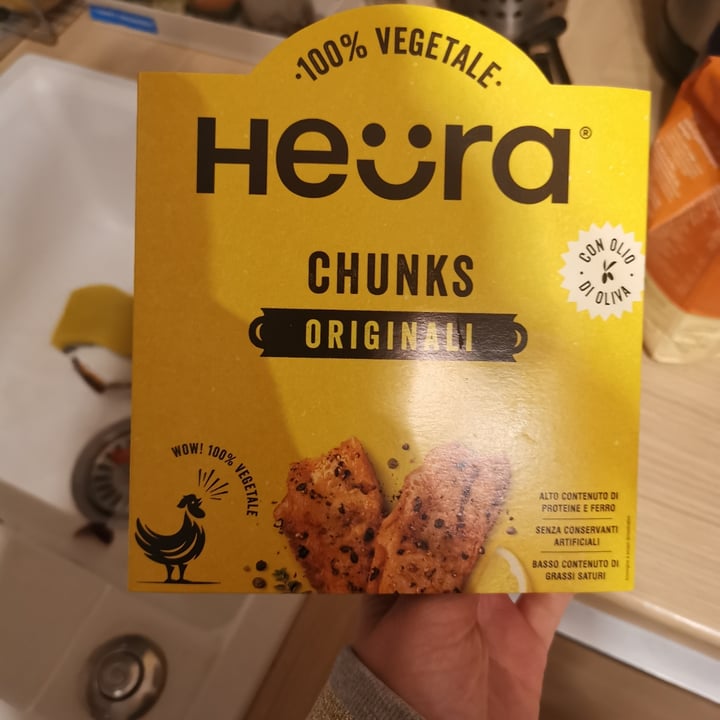 ·100% VEGETALE·
Heüra®
CHUNKS
ORIGINALI
CON OLIO
· DI OLIVA ·
WOW! 100% VEGETALE
ALTO CONTENUTO DI
PROTEINE E FERRO
SENZA CONSERVANTI
ARTIFICIALI
BASSO CONTENUTO DI
GRASSI SATURI